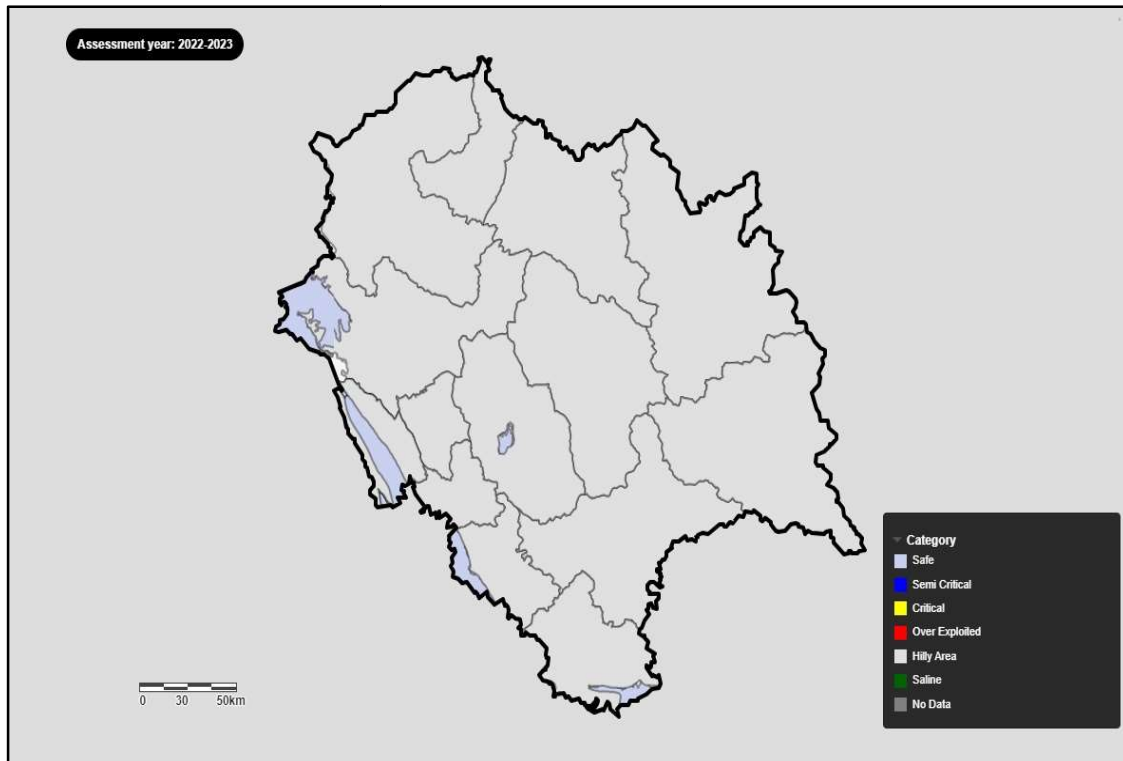 Assessment year: 2022-2023
Category
Safe
Semi Critical
Critical
Over Exploited
Hilly Area
Saline
No Data
0 30 50km